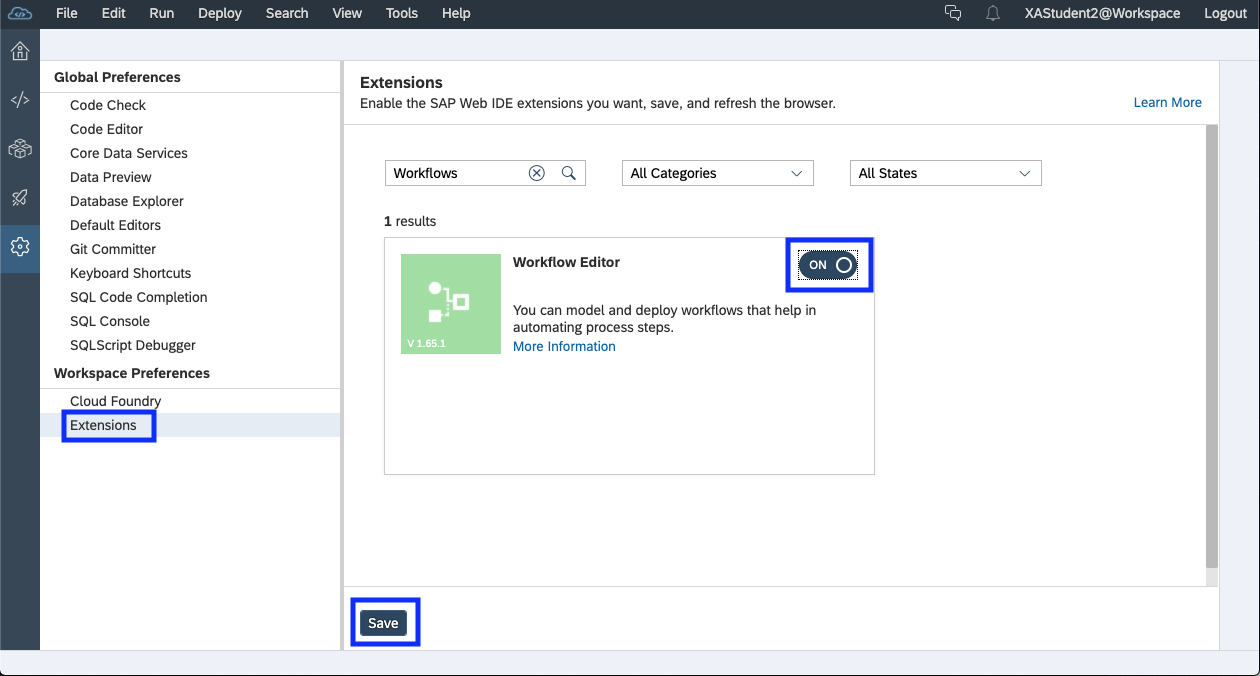 File Edit Run Deploy Search View Tools Help XAStudent2@Workspace Logout
Global Preferences
Code Check
Code Editor
Core Data Services
Data Preview
Database Explorer
Default Editors
Git Committer
Keyboard Shortcuts
SQL Code Completion
SQL Console
SQLScript Debugger
Workspace Preferences
Cloud Foundry
Extensions
Extensions
Enable the SAP Web IDE extensions you want, save, and refresh the browser.
Learn More
Workflows All Categories All States
1 results
Workflow Editor
ON
You can model and deploy workflows that help in
automating process steps.
More Information
V 1.65.1
Save